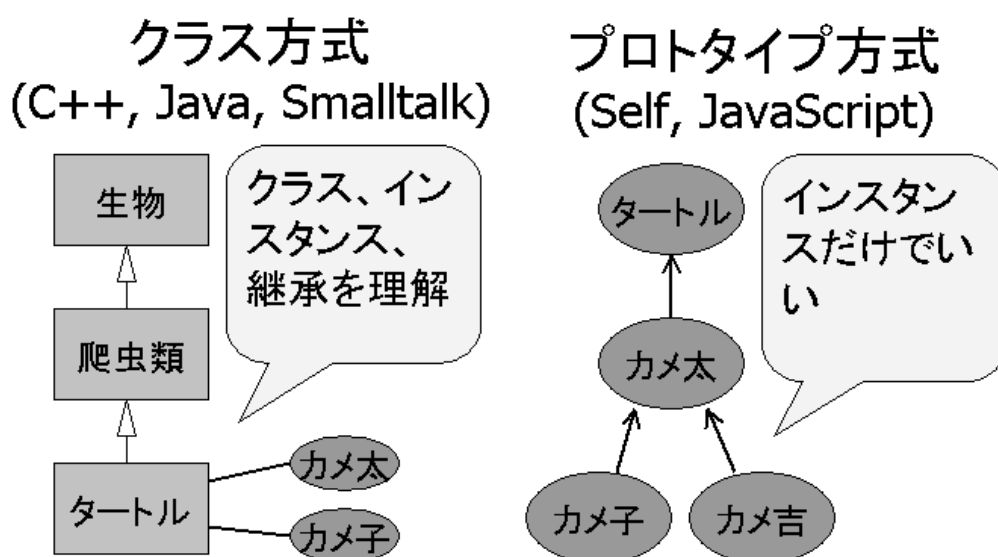 クラス方式
(C++, Java, Smalltalk)
生物
爬虫類
タートル
クラス、イン
スタンス、
継承を理解
カメ太
カメ子
プロトタイプ方式
(Self, JavaScript)
タートル
カメ太
カメ子
カメ吉
インスタン
スだけでい
い